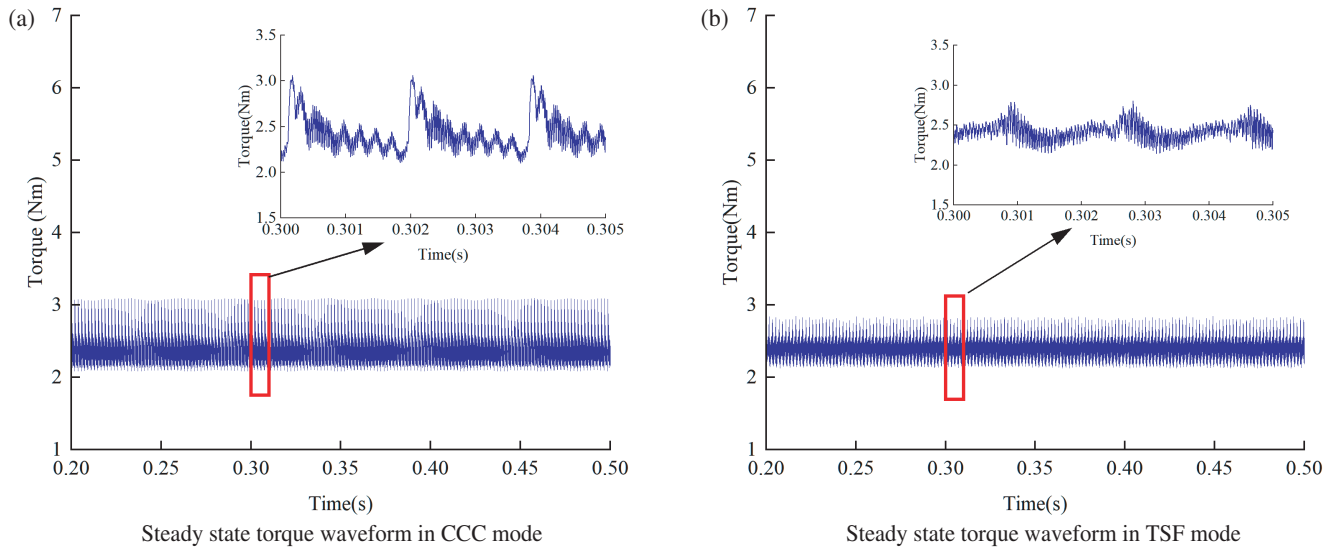 (a)
7
6
5
4
3
2
1
Torque (Nm)
0.20 0.25 0.30 0.35 0.40 0.45 0.50
Time(s)
3.5
3.0
2.5
2.0
1.5
Torque(Nm)
0.300 0.301 0.302 0.303 0.304 0.305
Time(s)
Steady state torque waveform in CCC mode
(b)
7
6
5
4
3
2
1
Torque(Nm)
0.20 0.25 0.30 0.35 0.40 0.45 0.50
Time(s)
3.5
3.0
2.5
2.0
1.5
Torque(Nm)
0.300 0.301 0.302 0.303 0.304 0.305
Time(s)
Steady state torque waveform in TSF mode